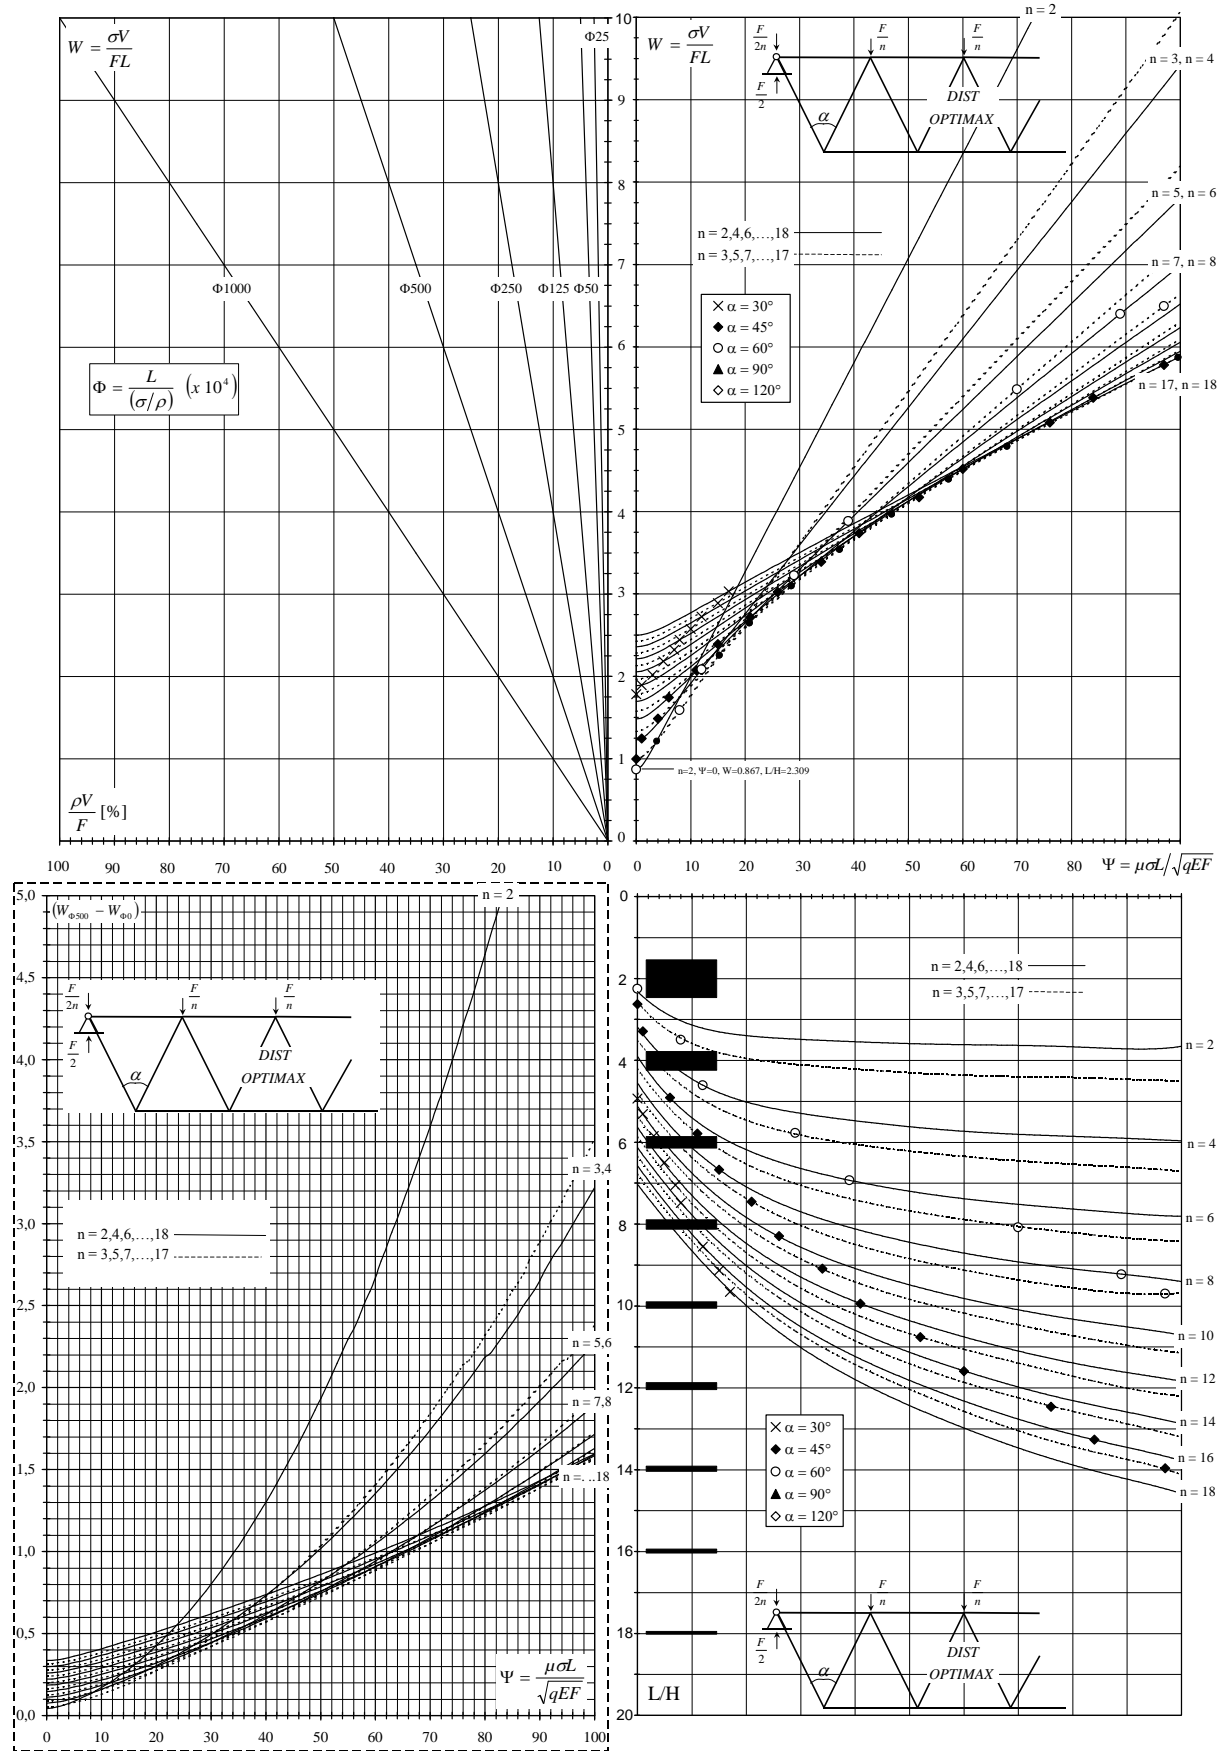 W = σV/FL
Φ25
Φ1000
Φ500
Φ250
Φ125
Φ50
Φ = L/(σ/ρ) (x 10⁴)
ρV/F [%]
100 90 80 70 60 50 40 30 20 10 0
10
9
8
7
6
5
4
3
2
1
0
W = σV/FL
F/2n
F/n
F/n
F/2
α
DIST
OPTIMAX
n = 2
n = 3, n = 4
n = 5, n = 6
n = 7, n = 8
n = 17, n = 18
n = 2,4,6,…,18
n = 3,5,7,…,17
α = 30°
α = 45°
α = 60°
α = 90°
α = 120°
n=2, Ψ=0, W=0.867, L/H=2.309
0 10 20 30 40 50 60 70 80
Ψ = μσL/√qEF
5,0
4,5
4,0
3,5
3,0
2,5
2,0
1,5
1,0
0,5
0,0
(W_Φ500 − W_Φ0)
n = 2
F/2n
F/n
F/n
F/2
α
DIST
OPTIMAX
n = 3,4
n = 2,4,6,…,18
n = 3,5,7,…,17
n = 5,6
n = 7,8
n =. ..18
Ψ = μσL/√qEF
0 10 20 30 40 50 60 70 80 90 100
0
2
4
6
8
10
12
14
16
18
20
n = 2,4,6,…,18
n = 3,5,7,…,17
n = 2
n = 4
n = 6
n = 8
n = 10
n = 12
n = 14
n = 16
n = 18
α = 30°
α = 45°
α = 60°
α = 90°
α = 120°
F/2n
F/n
F/n
F/2
α
DIST
OPTIMAX
L/H